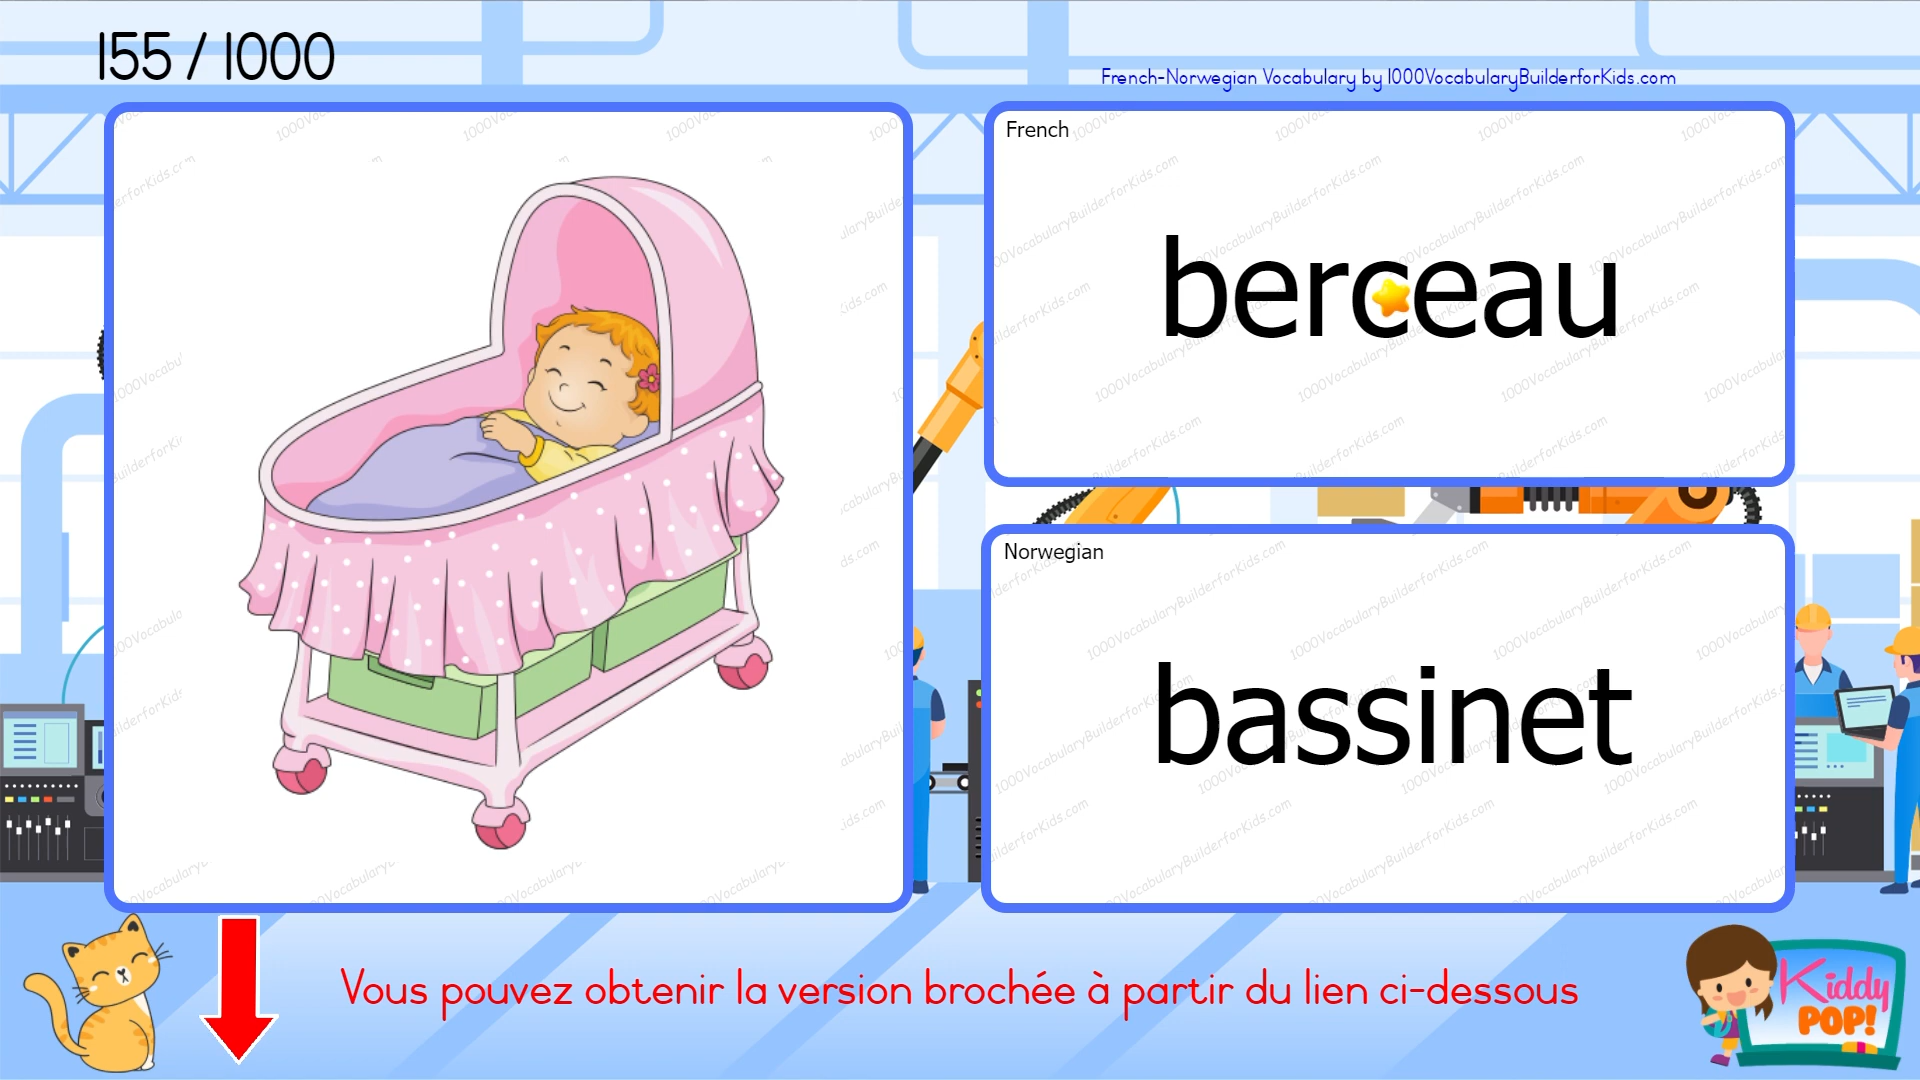 155 / 1000
French-Norwegian Vocabulary by 1000VocabularyBuilderforKids.com
French
berceau
Norwegian
bassinet
Vous pouvez obtenir la version brochée à partir du lien ci-dessous
Kiddy
POP!